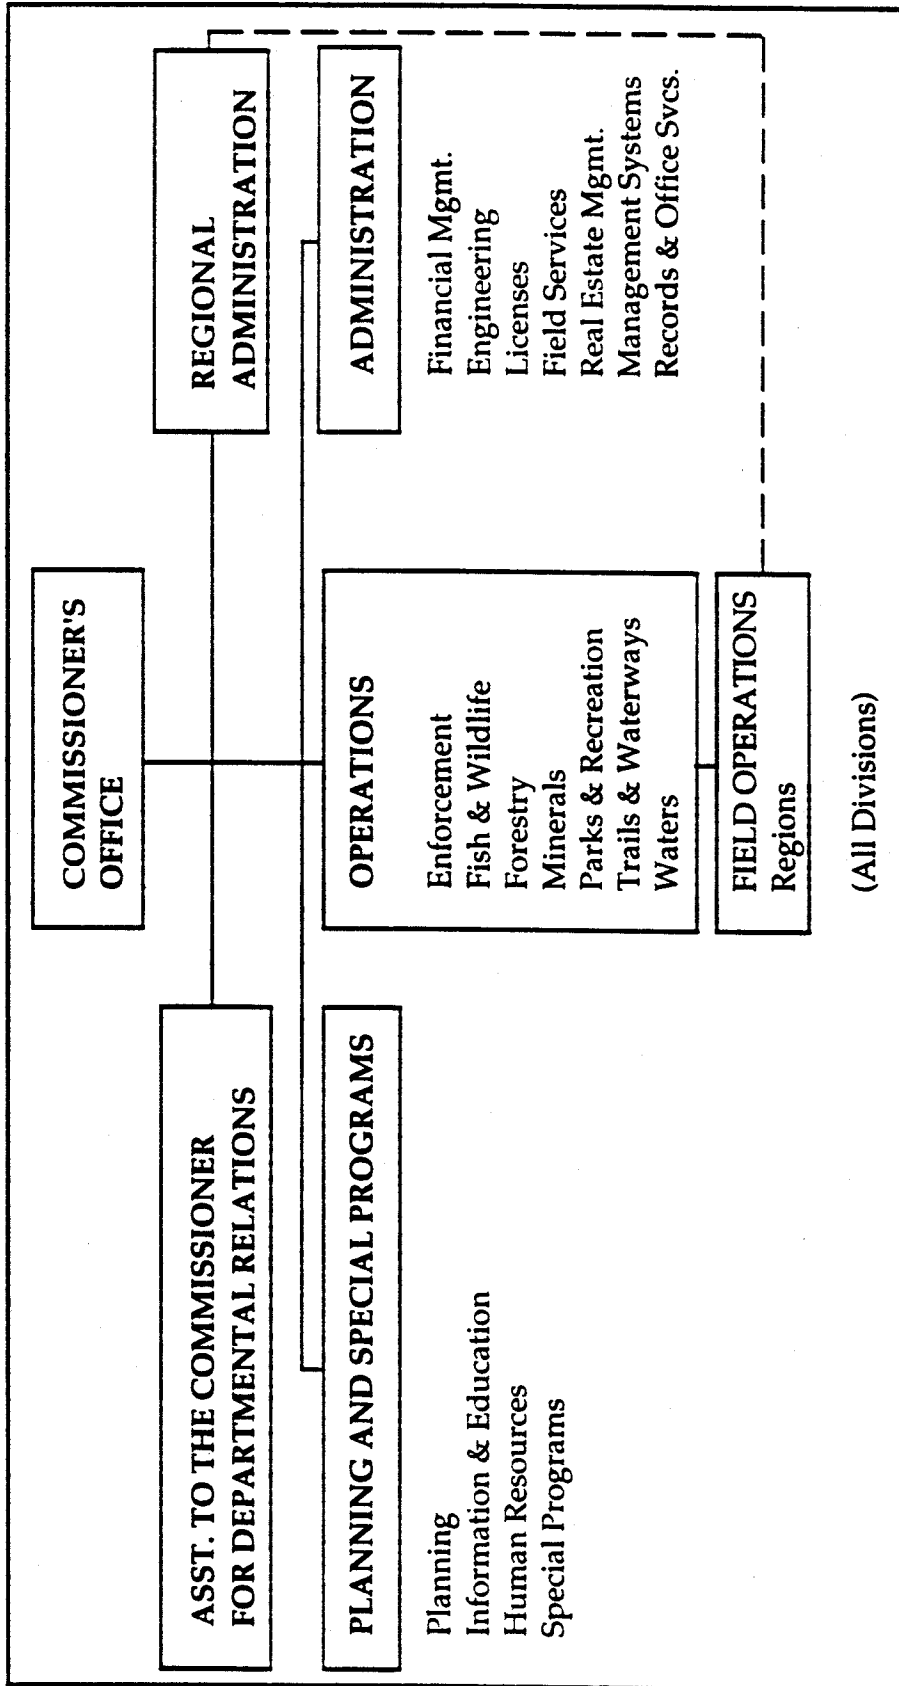 COMMISSIONER'S
OFFICE
ASST. TO THE COMMISSIONER
FOR DEPARTMENTAL RELATIONS
REGIONAL
ADMINISTRATION
PLANNING AND SPECIAL PROGRAMS
Planning
Information & Education
Human Resources
Special Programs
OPERATIONS
Enforcement
Fish & Wildlife
Forestry
Minerals
Parks & Recreation
Trails & Waterways
Waters
ADMINISTRATION
Financial Mgmt.
Engineering
Licenses
Field Services
Real Estate Mgmt.
Management Systems
Records & Office Svcs.
FIELD OPERATIONS
Regions
(All Divisions)